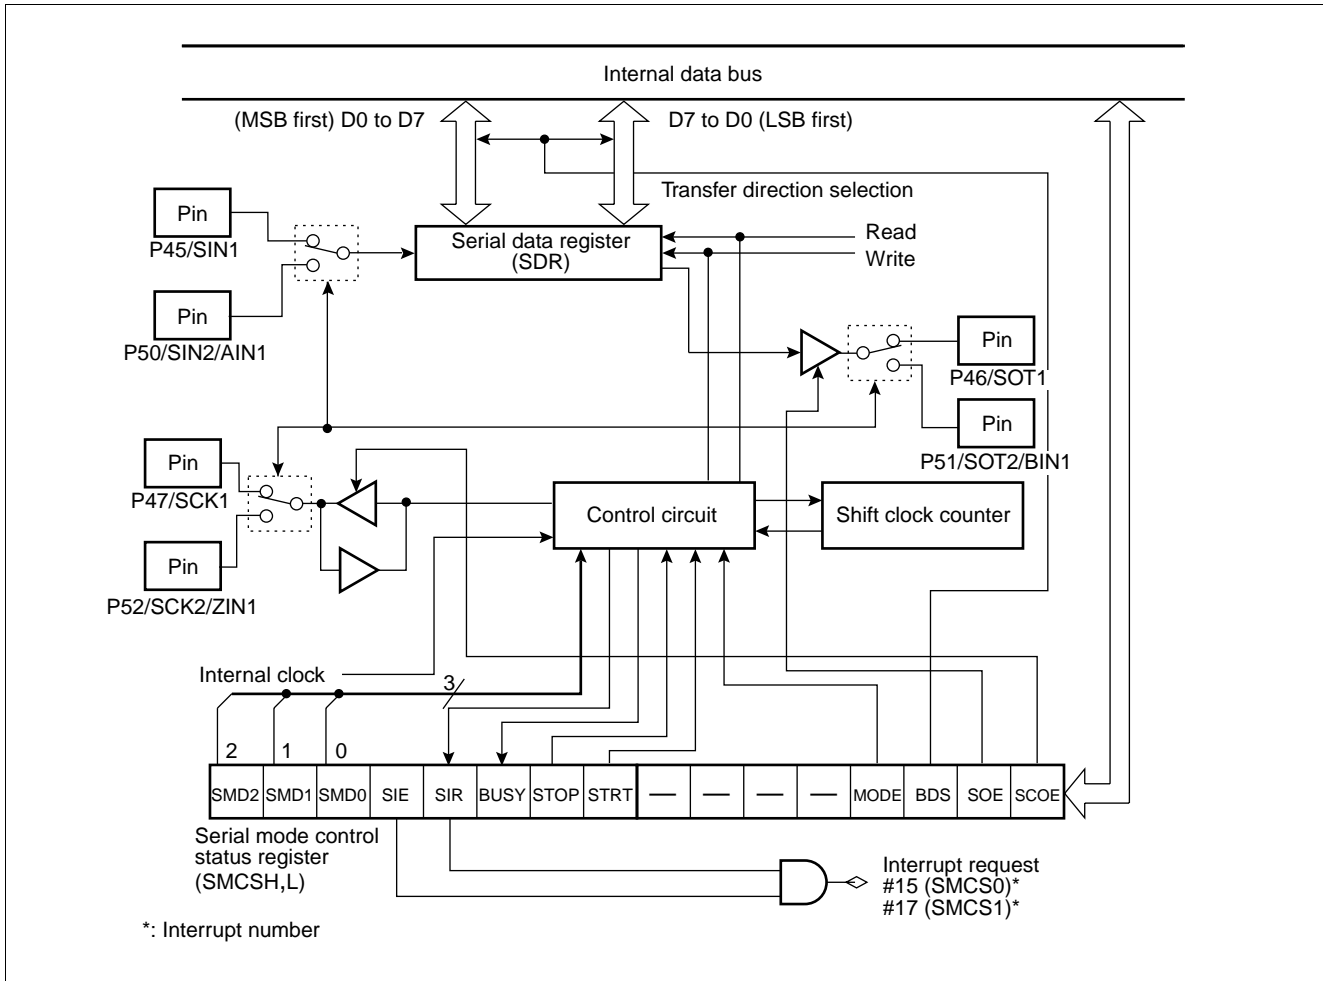 Internal data bus
(MSB first) D0 to D7
D7 to D0 (LSB first)
Transfer direction selection
Pin
P45/SIN1
Serial data register
(SDR)
Read
Write
Pin
P50/SIN2/AIN1
Pin
P46/SOT1
Pin
P51/SOT2/BIN1
Pin
P47/SCK1
Control circuit
Shift clock counter
Pin
P52/SCK2/ZIN1
Internal clock
3
2 1 0
SMD2 SMD1 SMD0 SIE SIR BUSY STOP STRT — — — — MODE BDS SOE SCOE
Serial mode control
status register
(SMCSH,L)
Interrupt request
#15 (SMCS0)*
#17 (SMCS1)*
*: Interrupt number